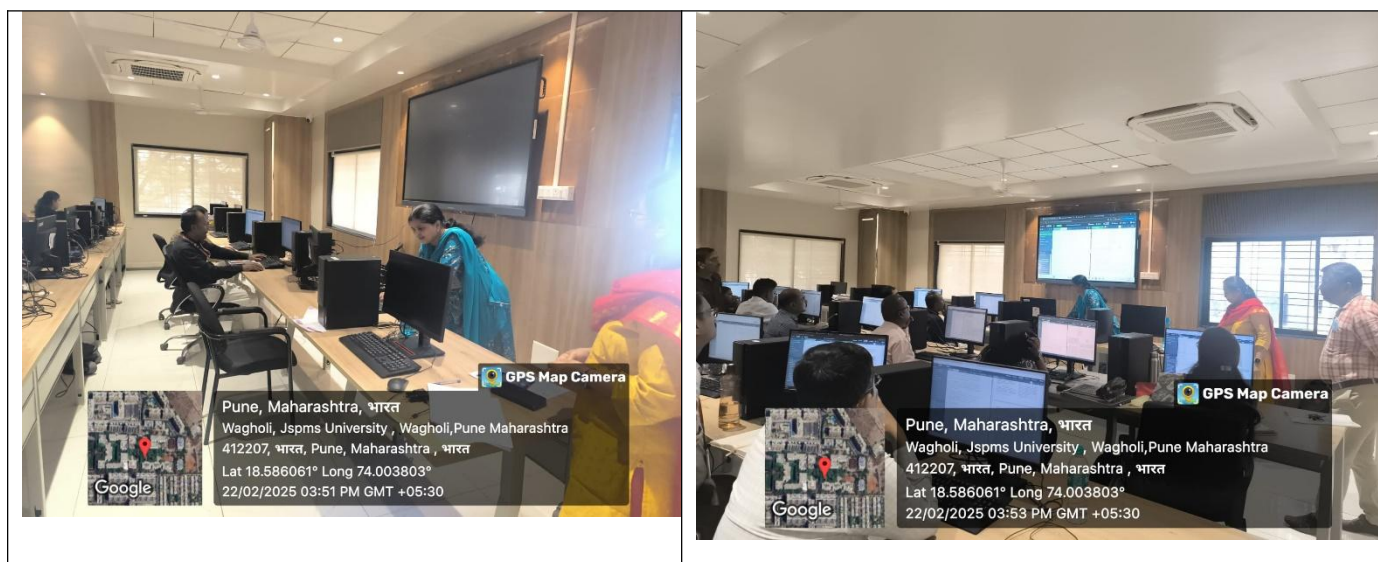 GPS Map Camera
Pune, Maharashtra, भारत
Wagholi, Jspms University , Wagholi,Pune Maharashtra
412207, भारत, Pune, Maharashtra , भारत
Lat 18.586061° Long 74.003803°
22/02/2025 03:51 PM GMT +05:30
Google
GPS Map Camera
Pune, Maharashtra, भारत
Wagholi, Jspms University , Wagholi,Pune Maharashtra
412207, भारत, Pune, Maharashtra , भारत
Lat 18.586061° Long 74.003803°
22/02/2025 03:53 PM GMT +05:30
Google